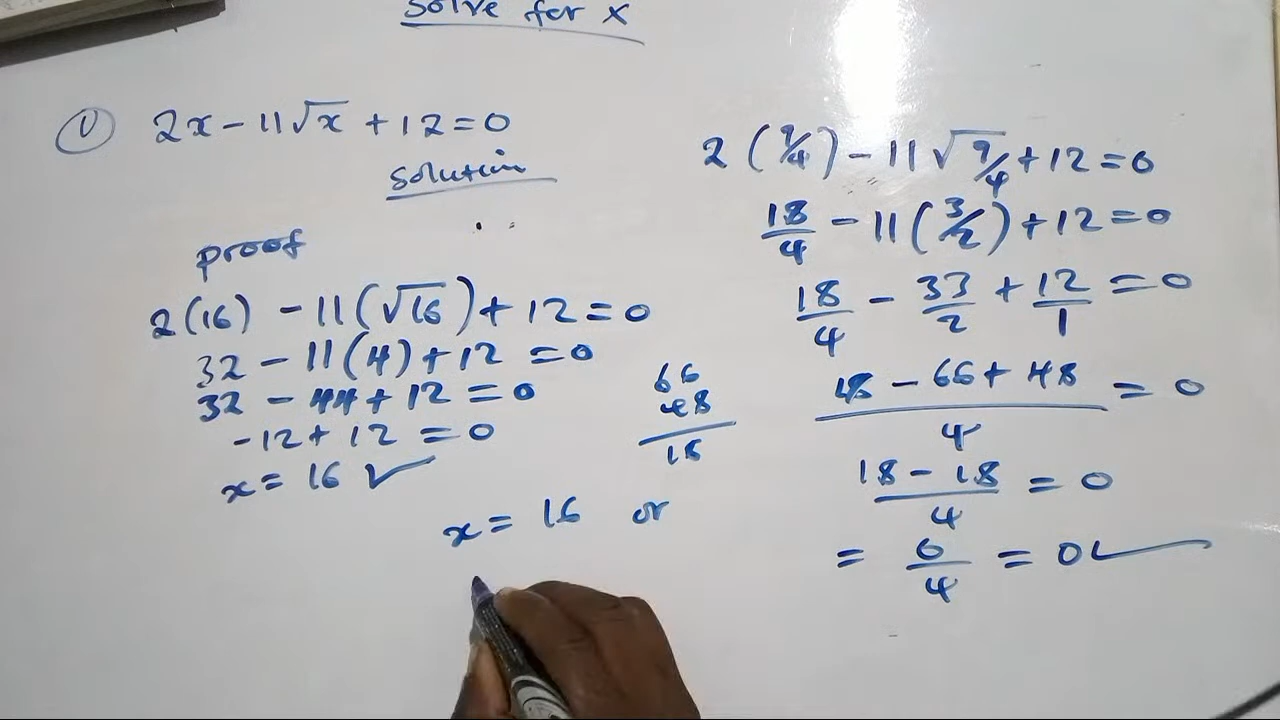 Solve for x
1) 2x - 11√x + 12 = 0
Solution
proof
2(16) - 11(√16) + 12 = 0
32 - 11(4) + 12 = 0
32 - 44 + 12 = 0
-12 + 12 = 0
x = 16 ✓
66
48
18
x = 16 or
2(9/4) - 11√9/4 + 12 = 0
18/4 - 11(3/2) + 12 = 0
18/4 - 33/2 + 12/1 = 0
18 - 66 + 48 / 4 = 0
18 - 18 / 4 = 0
= 0/4 = 0 ✓